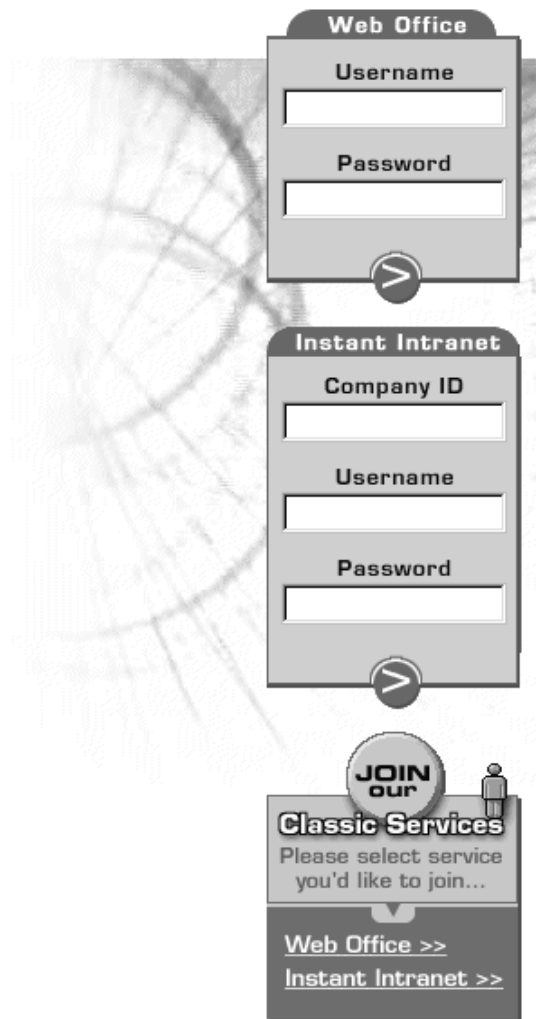 Web Office
Username
Password
>
Instant Intranet
Company ID
Username
Password
>
JOIN
our
Classic Services
Please select service
you'd like to join...
Web Office >>
Instant Intranet >>